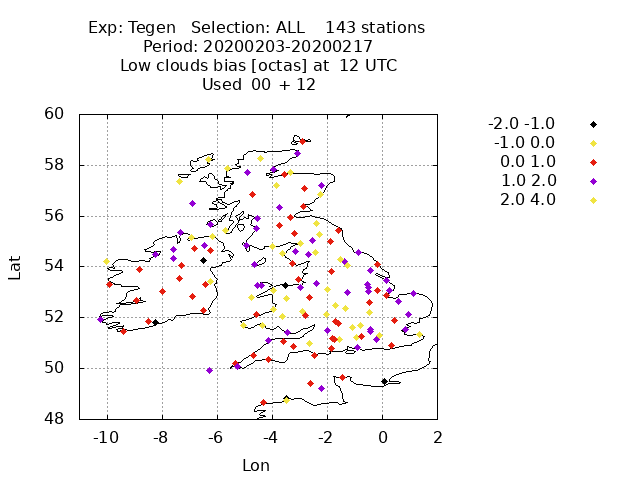 Exp: Tegen   Selection: ALL    143 stations
Period: 20200203-20200217
Low clouds bias [octas] at  12 UTC
Used  00  + 12
-2.0 -1.0
-1.0 0.0
0.0 1.0
1.0 2.0
2.0 4.0
60
58
56
54
52
50
48
Lat
-10 -8 -6 -4 -2 0 2
Lon